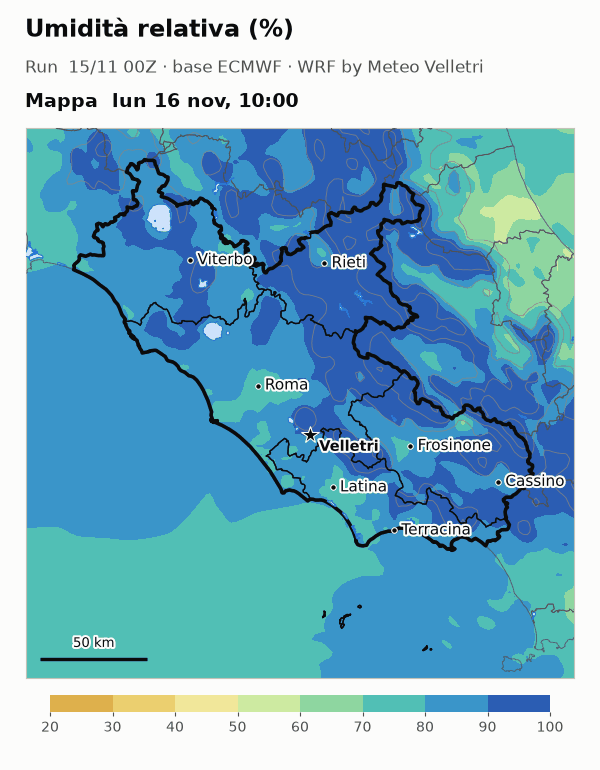 Umidità relativa (%)
Run  15/11 00Z · base ECMWF · WRF by Meteo Velletri
Mappa  lun 16 nov, 10:00
Viterbo
Rieti
Roma
Velletri
Frosinone
Cassino
Latina
Terracina
50 km
20 30 40 50 60 70 80 90 100